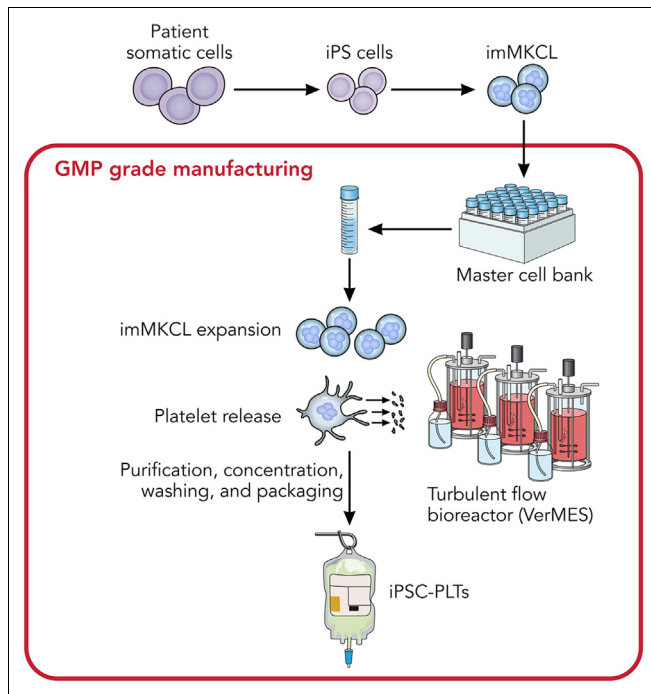 Patient
somatic cells
iPS cells
imMKCL
GMP grade manufacturing
Master cell bank
imMKCL expansion
Platelet release
Purification, concentration,
washing, and packaging
Turbulent flow
bioreactor (VerMES)
iPSC-PLTs